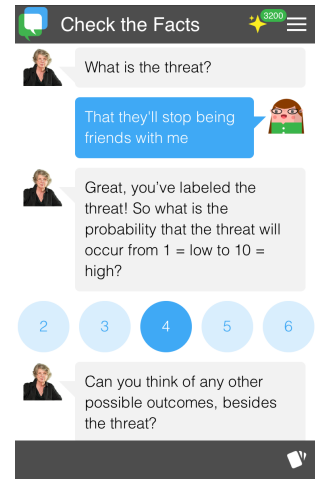 Check the Facts
3200
What is the threat?
That they'll stop being
friends with me
Great, you've labeled the
threat! So what is the
probability that the threat will
occur from 1 = low to 10 =
high?
2 3 4 5 6
Can you think of any other
possible outcomes, besides
the threat?